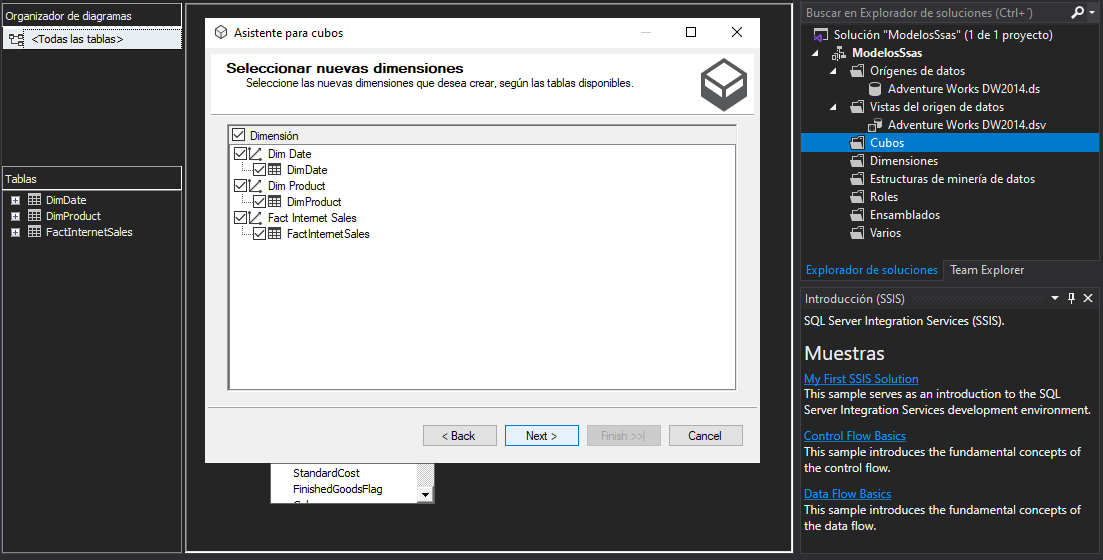 Organizador de diagramas
<Todas las tablas>
Tablas
DimDate
DimProduct
FactInternetSales
Asistente para cubos
Seleccionar nuevas dimensiones
Seleccione las nuevas dimensiones que desea crear, según las tablas disponibles.
Dimensión
Dim Date
DimDate
Dim Product
DimProduct
Fact Internet Sales
FactInternetSales
< Back
Next >
Finish >>|
Cancel
StandardCost
FinishedGoodsFlag
Buscar en Explorador de soluciones (Ctrl+´)
Solución "ModelosSsas" (1 de 1 proyecto)
ModelosSsas
Orígenes de datos
Adventure Works DW2014.ds
Vistas del origen de datos
Adventure Works DW2014.dsv
Cubos
Dimensiones
Estructuras de minería de datos
Roles
Ensamblados
Varios
Explorador de soluciones
Team Explorer
Introducción (SSIS)
SQL Server Integration Services (SSIS).
Muestras
My First SSIS Solution
This sample serves as an introduction to the SQL
Server Integration Services development environment.
Control Flow Basics
This sample introduces the fundamental concepts of
the control flow.
Data Flow Basics
This sample introduces the fundamental concepts of
the data flow.